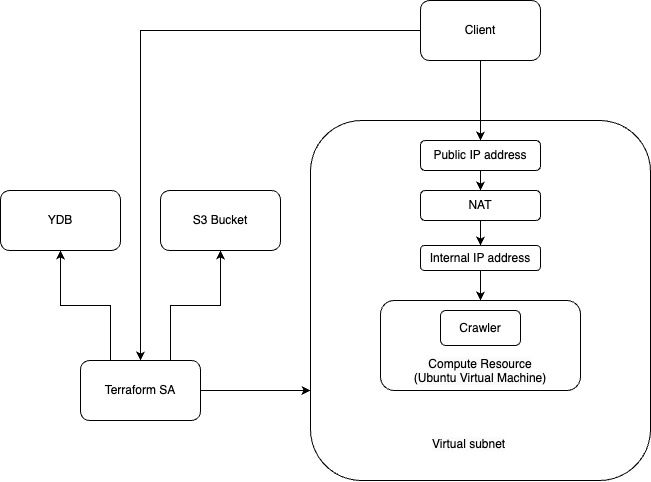 Client
Public IP address
YDB
S3 Bucket
NAT
Internal IP address
Crawler
Compute Resource
(Ubuntu Virtual Machine)
Terraform SA
Virtual subnet